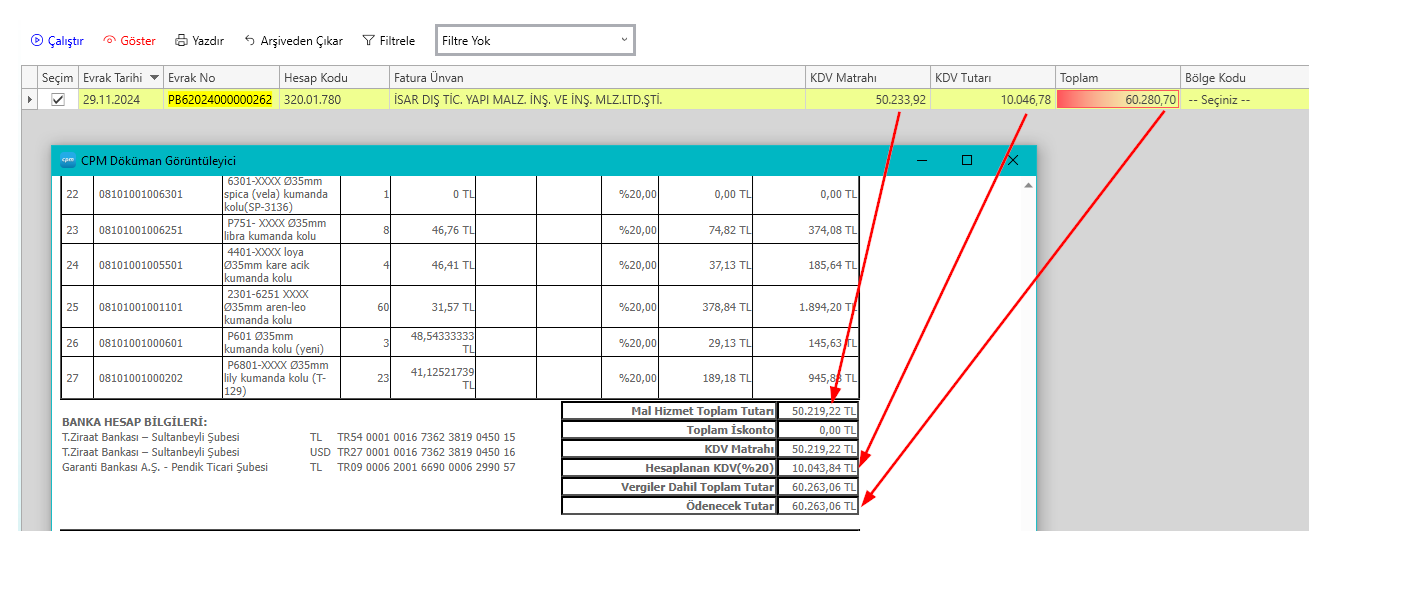 Çalıştır Göster Yazdır Arşiveden Çıkar Filtrele Filtre Yok
Seçim Evrak Tarihi Evrak No Hesap Kodu Fatura Ünvan KDV Matrahı KDV Tutarı Toplam Bölge Kodu
29.11.2024 PB62024000000262 320.01.780 İSAR DIŞ TİC. YAPI MALZ. İNŞ. VE İNŞ. MLZ.LTD.ŞTİ. 50.233,92 10.046,78 60.280,70 -- Seçiniz --
cpm CPM Döküman Görüntüleyici
6301-XXXX Ø35mm
22 08101001006301 spica (vela) kumanda 1 0 TL %20,00 0,00 TL 0,00 TL
kolu(SP-3136)
P751- XXXX Ø35mm
23 08101001006251 libra kumanda kolu 8 46,76 TL %20,00 74,82 TL 374,08 TL
4401-XXXX loya
24 08101001005501 Ø35mm kare acik 4 46,41 TL %20,00 37,13 TL 185,64 TL
kumanda kolu
2301-6251 XXXX
25 08101001001101 Ø35mm aren-leo 60 31,57 TL %20,00 378,84 TL 1.894,20 TL
kumanda kolu
P601 Ø35mm 48,54333333
26 08101001000601 kumanda kolu (yeni) 3 TL %20,00 29,13 TL 145,63 TL
P6801-XXXX Ø35mm 41,12521739
27 08101001000202 lily kumanda kolu (T- 23 TL %20,00 189,18 TL 945,88 TL
129)
Mal Hizmet Toplam Tutarı 50.219,22 TL
Toplam İskonto 0,00 TL
KDV Matrahı 50.219,22 TL
Hesaplanan KDV(%20) 10.043,84 TL
Vergiler Dahil Toplam Tutar 60.263,06 TL
Ödenecek Tutar 60.263,06 TL
BANKA HESAP BİLGİLERİ:
T.Ziraat Bankası – Sultanbeyli Şubesi TL TR54 0001 0016 7362 3819 0450 15
T.Ziraat Bankası – Sultanbeyli Şubesi USD TR27 0001 0016 7362 3819 0450 16
Garanti Bankası A.Ş. - Pendik Ticari Şubesi TL TR09 0006 2001 6690 0006 2990 57